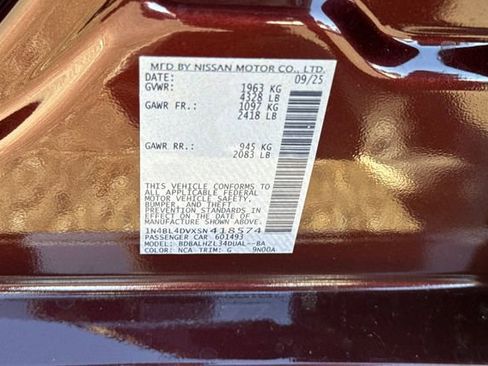 MFD BY NISSAN MOTOR CO., LTD.
DATE: 09/25
GVWR: 1963 KG
4328 LB
GAWR FR.: 1097 KG
2418 LB
GAWR RR.: 945 KG
2083 LB
THIS VEHICLE CONFORMS TO
ALL APPLICABLE FEDERAL
MOTOR VEHICLE SAFETY,
BUMPER, AND THEFT
PREVENTION STANDARDS IN
EFFECT ON THE DATE OF
MANUFACTURE SHOWN ABOVE.
1N4BL4DVXSN418574
PASSENGER CAR 601493
MODEL: BDBALHZL34DUAL--BA
COLOR: NCA TRIM: G 9N00A